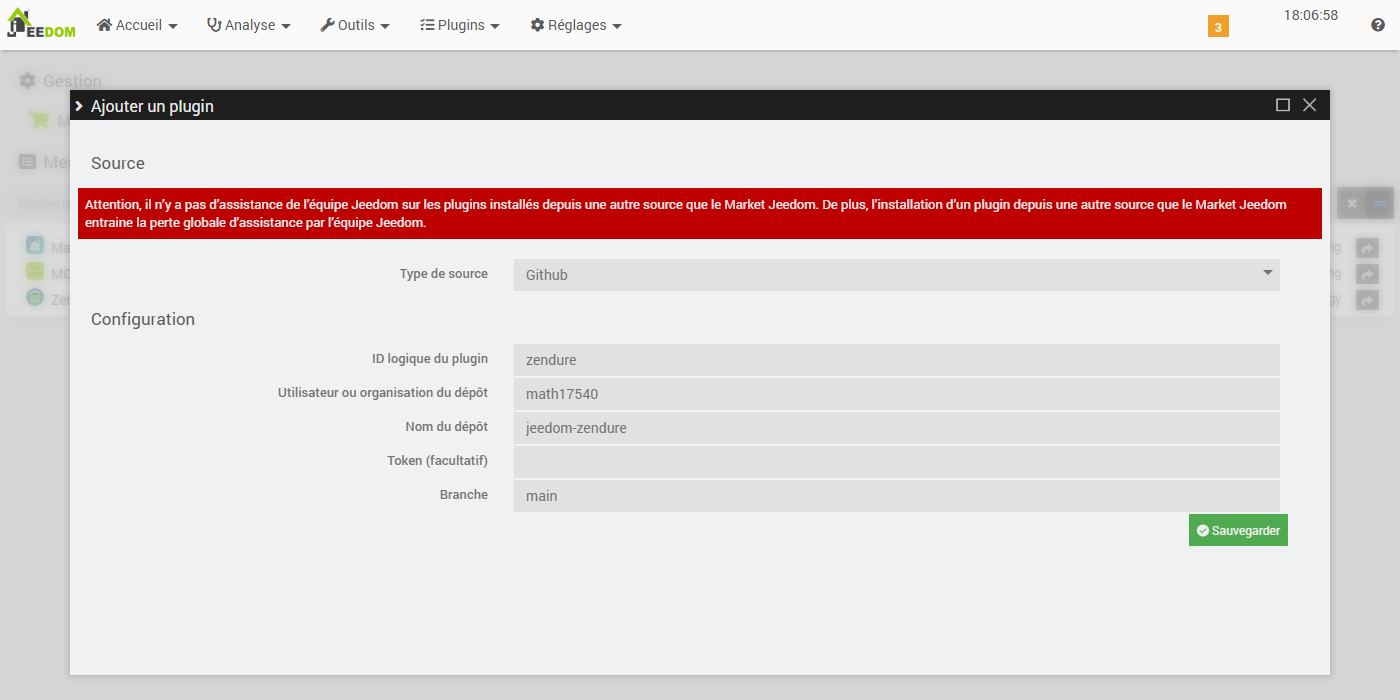 JEEDOM Accueil Analyse Outils Plugins Réglages 3 18:06:58
Gestion
Ajouter un plugin
Source
Attention, il n'y a pas d'assistance de l'équipe Jeedom sur les plugins installés depuis une autre source que le Market Jeedom. De plus, l'installation d'un plugin depuis une autre source que le Market Jeedom
entraine la perte globale d'assistance par l'équipe Jeedom.
Type de source Github
Configuration
ID logique du plugin zendure
Utilisateur ou organisation du dépôt math17540
Nom du dépôt jeedom-zendure
Token (facultatif)
Branche main
Sauvegarder